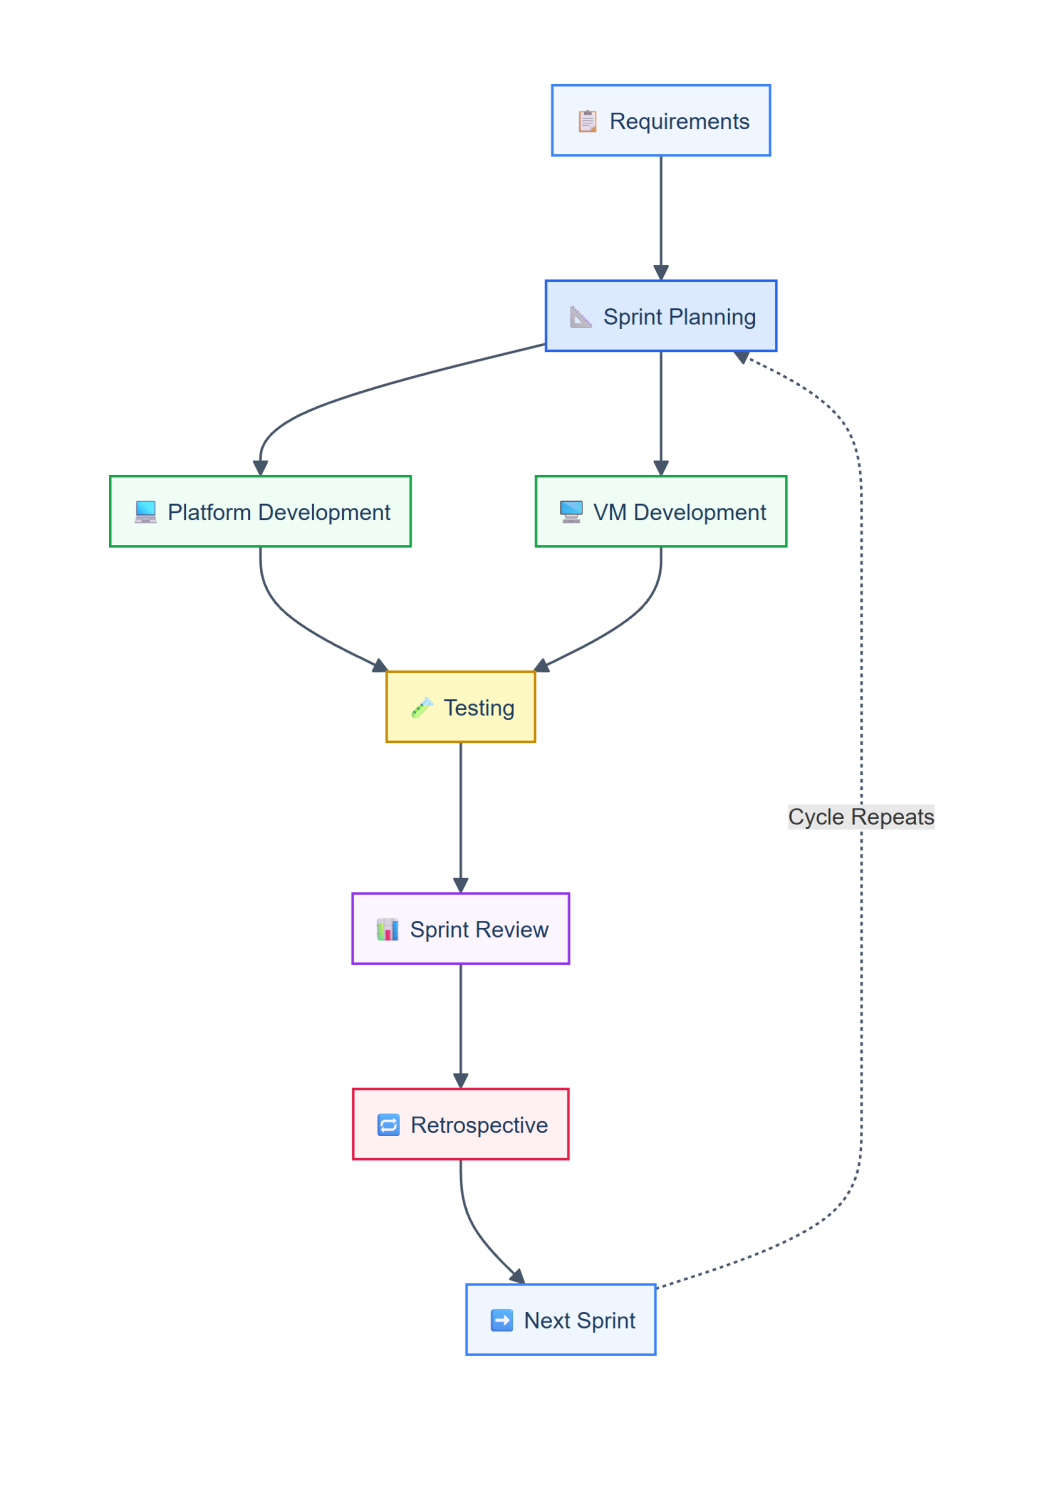 Requirements
Sprint Planning
Platform Development
VM Development
Testing
Cycle Repeats
Sprint Review
Retrospective
Next Sprint